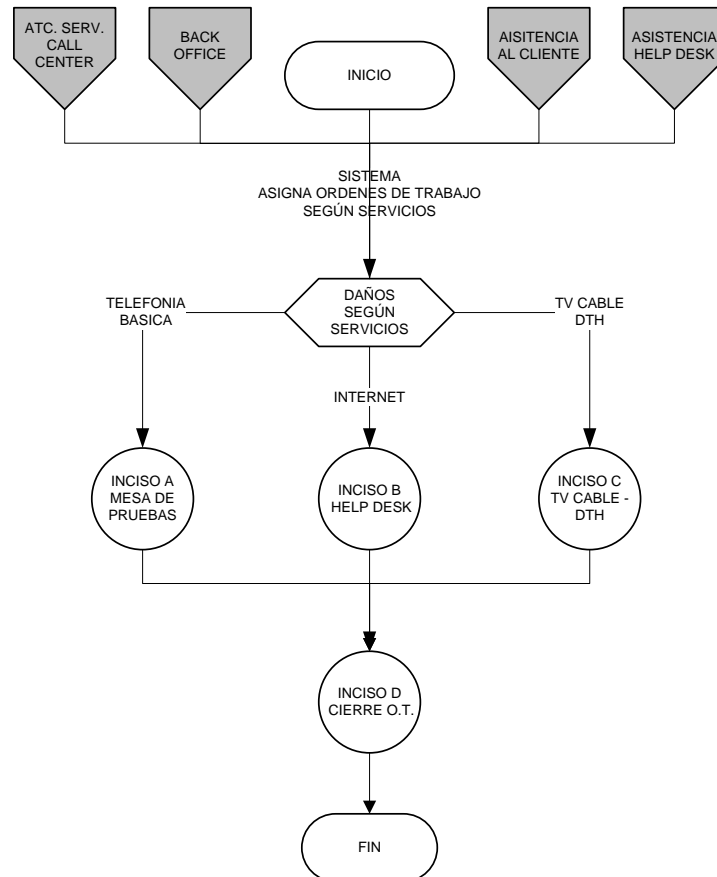 ATC. SERV.
CALL
CENTER
BACK
OFFICE
INICIO
AISITENCIA
AL CLIENTE
ASISTENCIA
HELP DESK
SISTEMA
ASIGNA ORDENES DE TRABAJO
SEGÚN SERVICIOS
TELEFONIA
BASICA
DAÑOS
SEGÚN
SERVICIOS
TV CABLE
DTH
INTERNET
INCISO A
MESA DE
PRUEBAS
INCISO B
HELP DESK
INCISO C
TV CABLE -
DTH
INCISO D
CIERRE O.T.
FIN